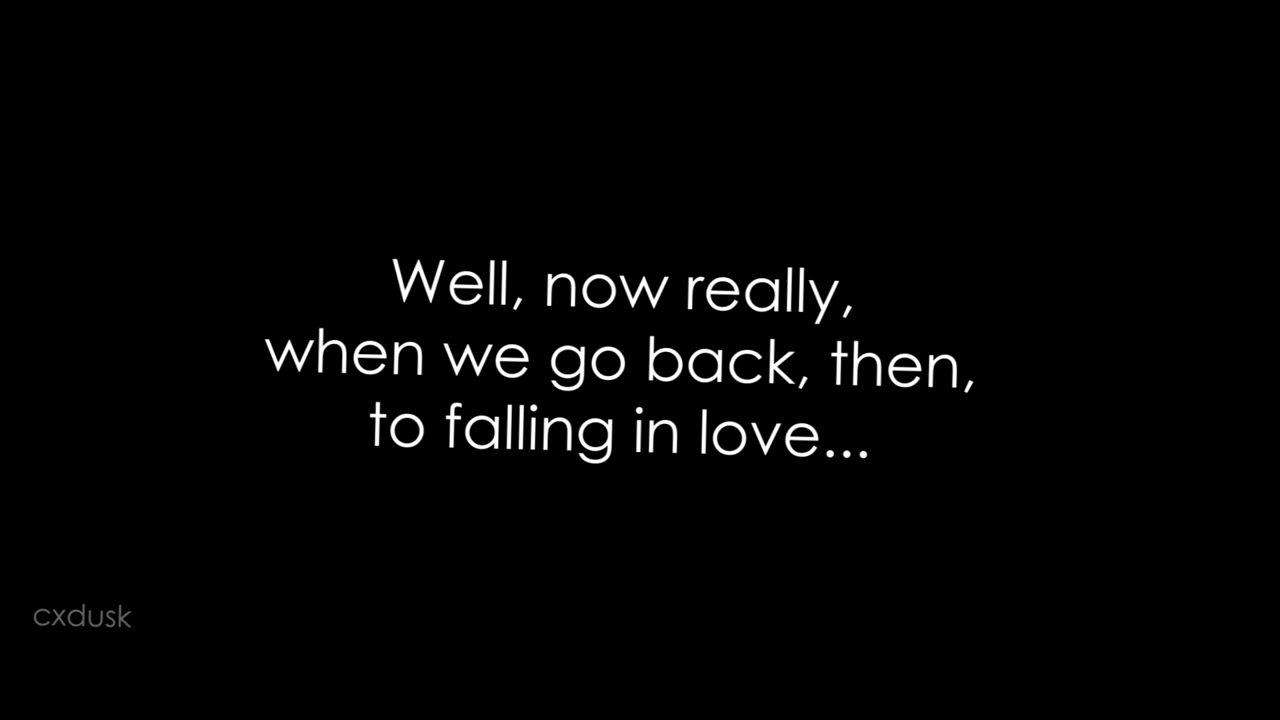 Well, now really,
when we go back, then,
to falling in love...
cxdusk